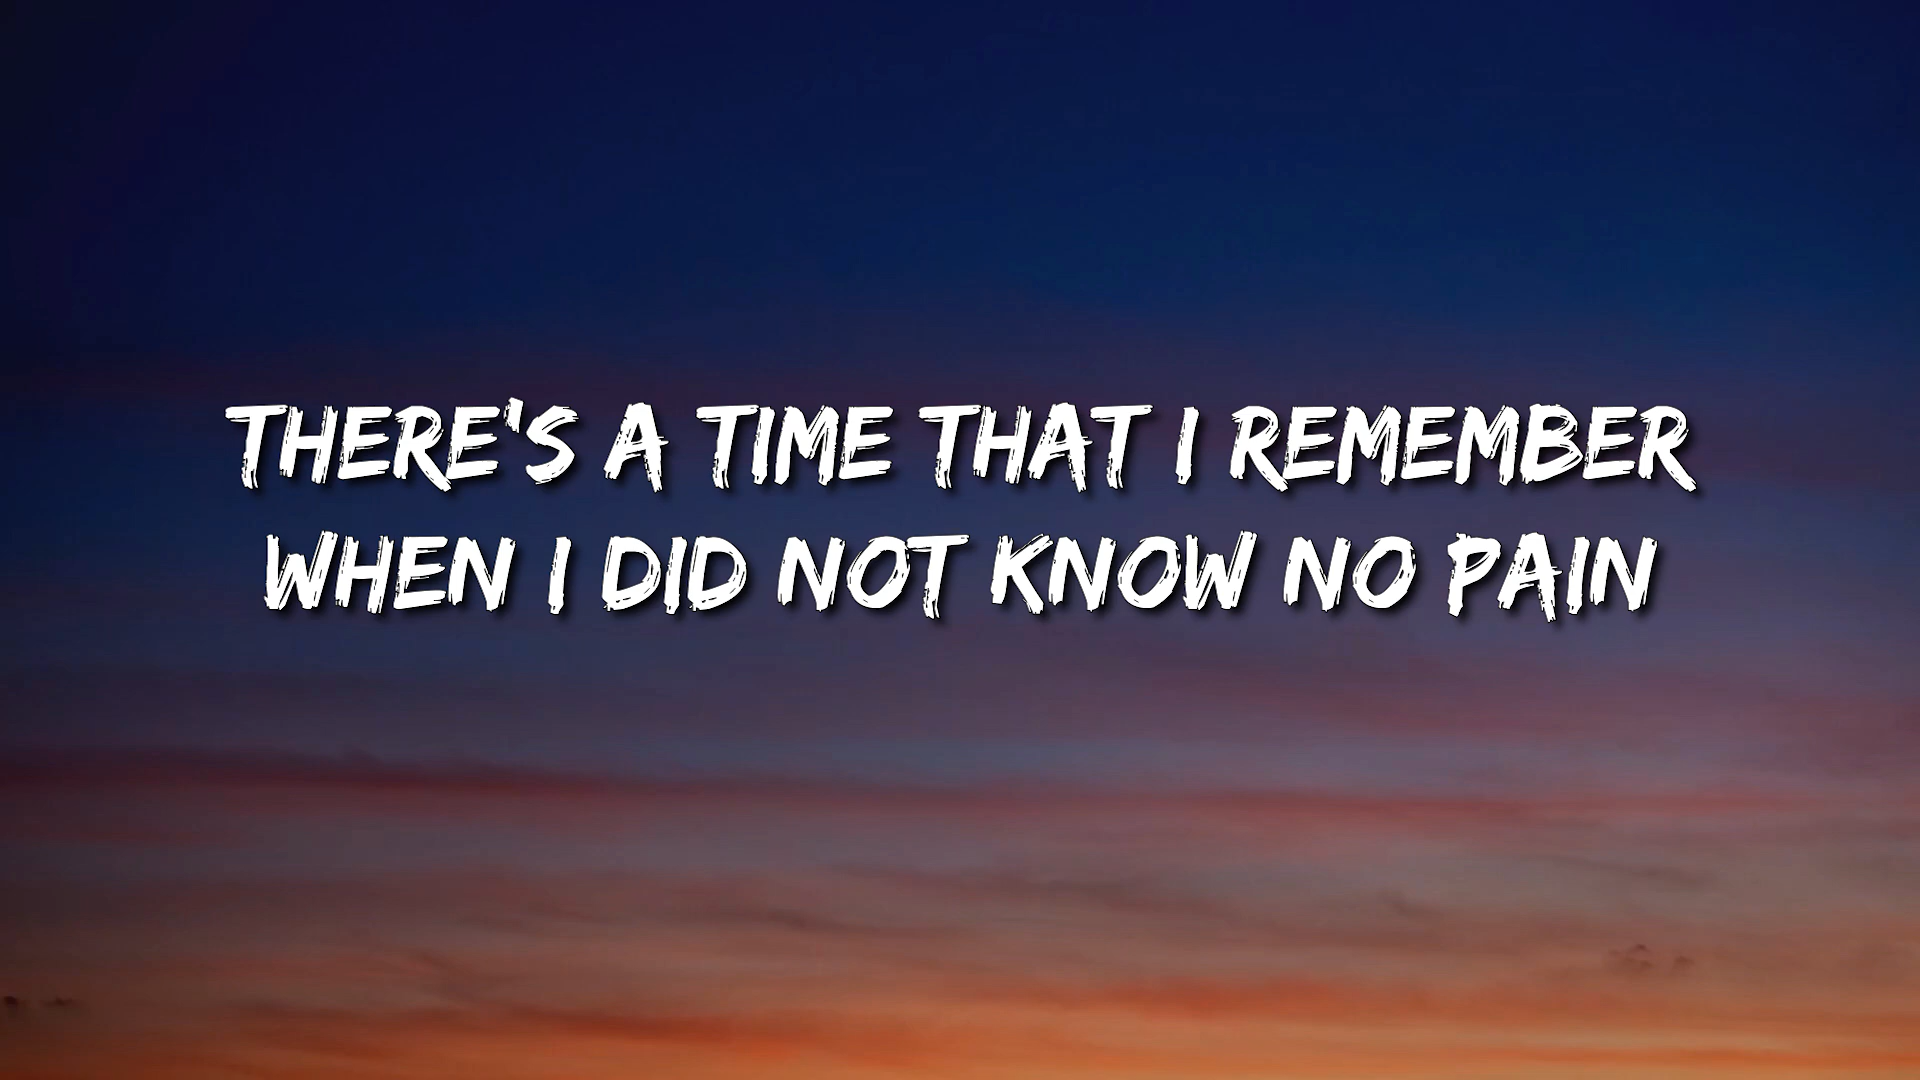 THERE'S A TIME THAT I REMEMBER
WHEN I DID NOT KNOW NO PAIN